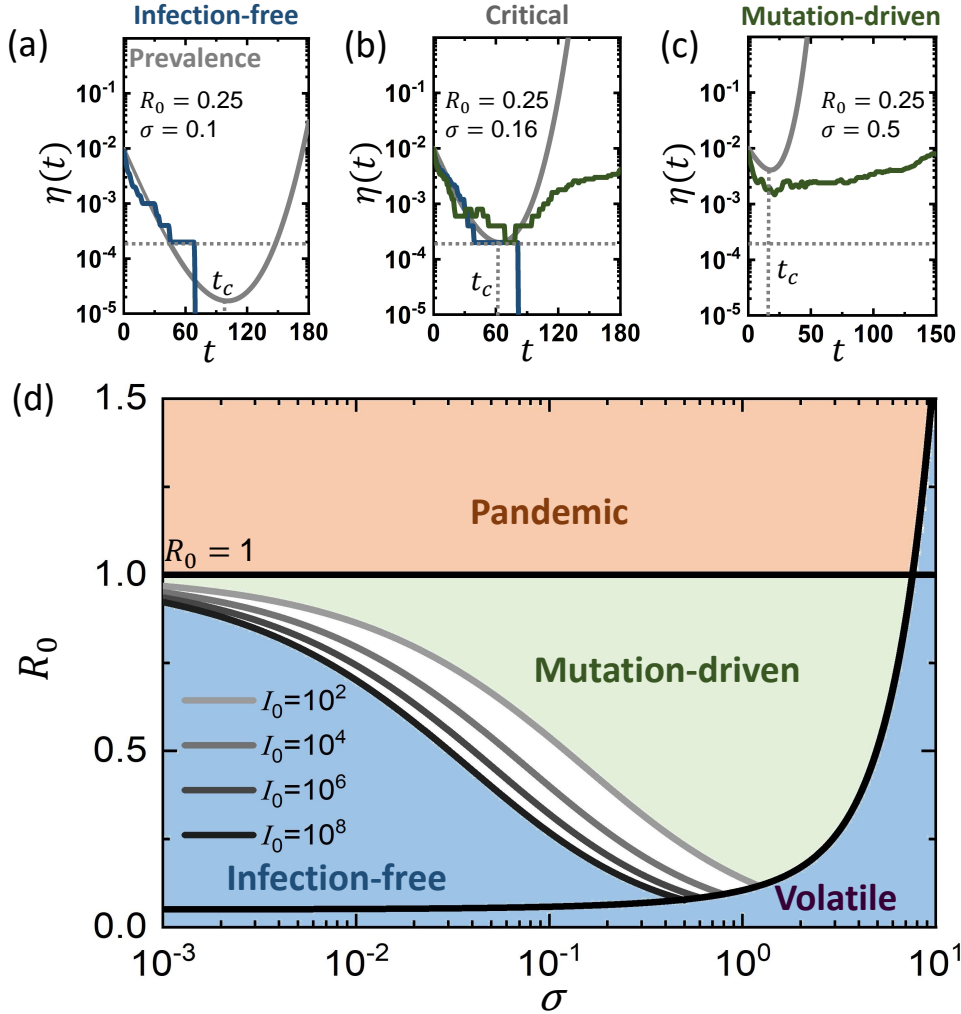 (a)
Infection-free
Prevalence
R₀ = 0.25
σ = 0.1
η(t)
10⁻¹
10⁻²
10⁻³
10⁻⁴
10⁻⁵
t_c
0 60 120 180
t
(b)
Critical
R₀ = 0.25
σ = 0.16
η(t)
10⁻¹
10⁻²
10⁻³
10⁻⁴
10⁻⁵
t_c
0 60 120 180
t
(c)
Mutation-driven
R₀ = 0.25
σ = 0.5
η(t)
10⁻¹
10⁻²
10⁻³
10⁻⁴
10⁻⁵
t_c
0 50 100 150
t
(d)
1.5
1.0
0.5
0.0
R₀
Pandemic
R₀ = 1
Mutation-driven
I₀=10²
I₀=10⁴
I₀=10⁶
I₀=10⁸
Infection-free
Volatile
10⁻³ 10⁻² 10⁻¹ 10⁰ 10¹
σ